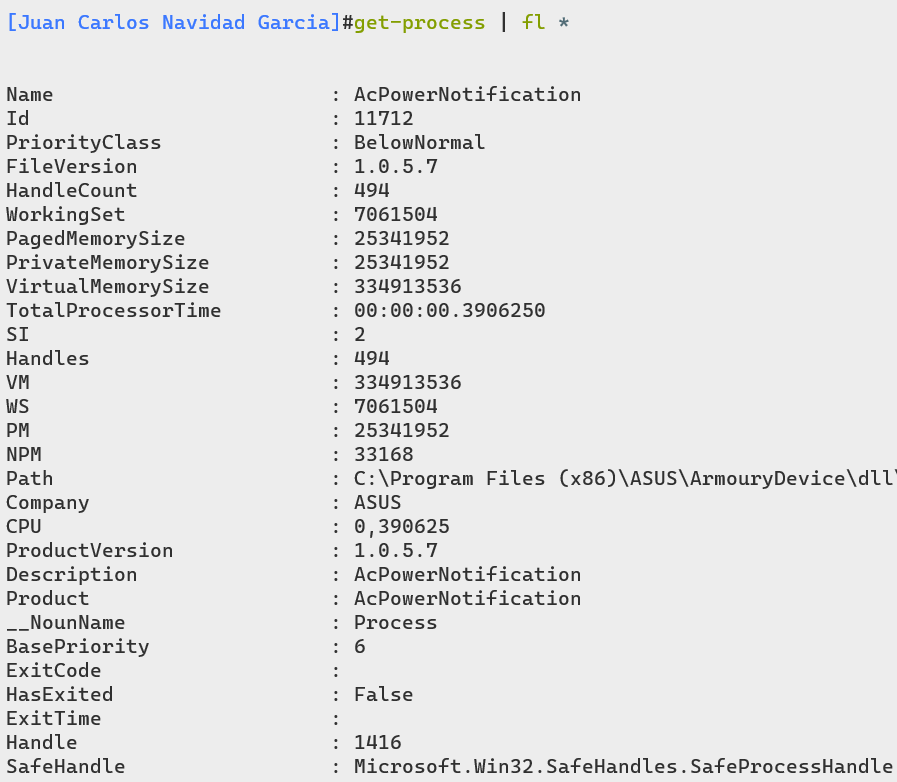 [Juan Carlos Navidad Garcia]#get-process | fl *
Name : AcPowerNotification
Id : 11712
PriorityClass : BelowNormal
FileVersion : 1.0.5.7
HandleCount : 494
WorkingSet : 7061504
PagedMemorySize : 25341952
PrivateMemorySize : 25341952
VirtualMemorySize : 334913536
TotalProcessorTime : 00:00:00.3906250
SI : 2
Handles : 494
VM : 334913536
WS : 7061504
PM : 25341952
NPM : 33168
Path : C:\Program Files (x86)\ASUS\ArmouryDevice\dll\
Company : ASUS
CPU : 0,390625
ProductVersion : 1.0.5.7
Description : AcPowerNotification
Product : AcPowerNotification
__NounName : Process
BasePriority : 6
ExitCode :
HasExited : False
ExitTime :
Handle : 1416
SafeHandle : Microsoft.Win32.SafeHandles.SafeProcessHandle